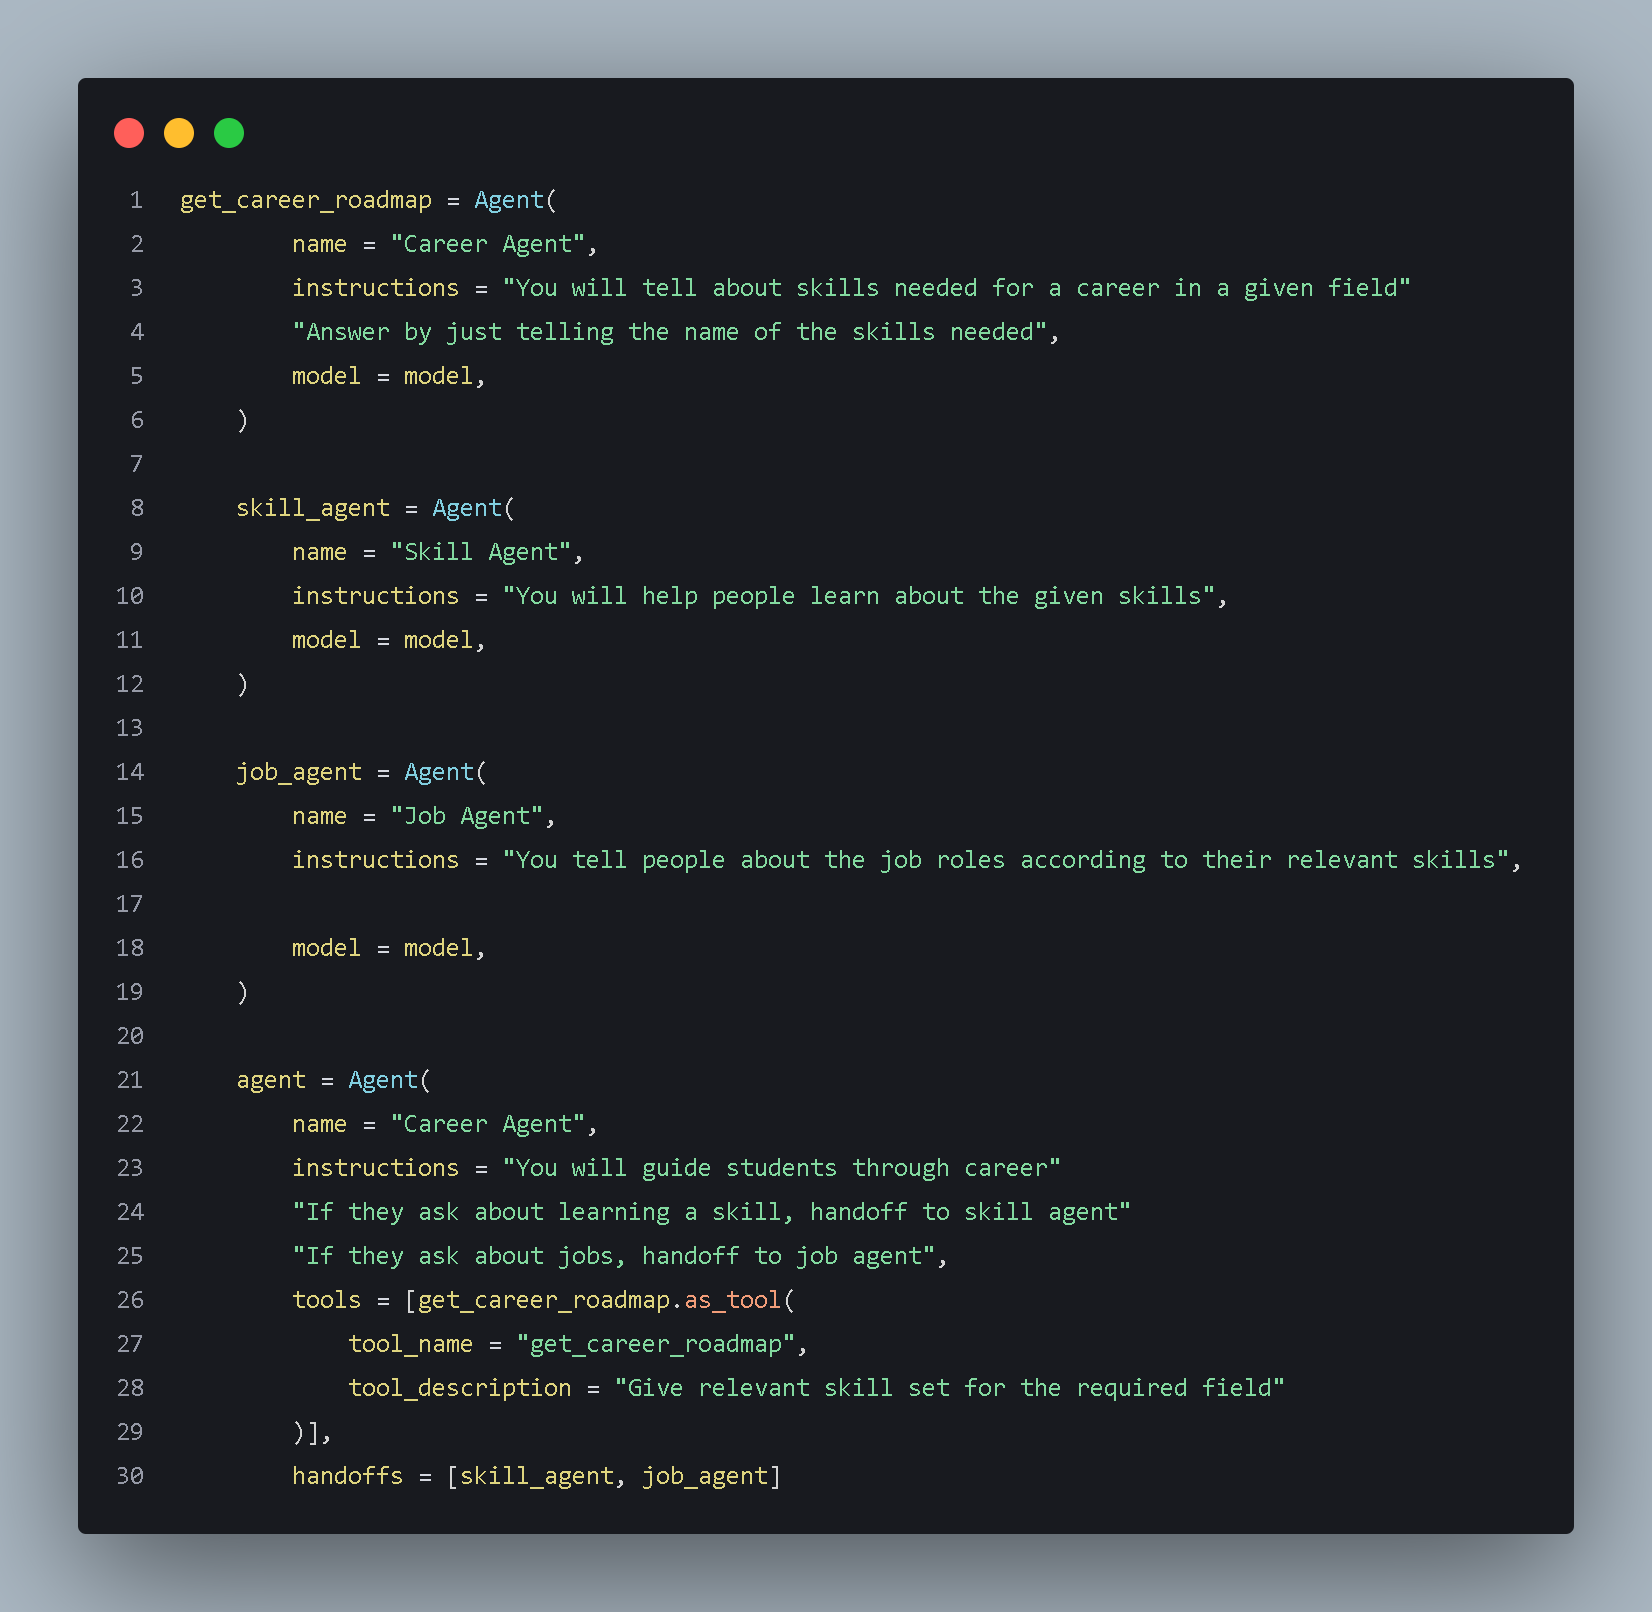 1 get_career_roadmap = Agent(
2 name = "Career Agent",
3 instructions = "You will tell about skills needed for a career in a given field"
4 "Answer by just telling the name of the skills needed",
5 model = model,
6 )
7
8 skill_agent = Agent(
9 name = "Skill Agent",
10 instructions = "You will help people learn about the given skills",
11 model = model,
12 )
13
14 job_agent = Agent(
15 name = "Job Agent",
16 instructions = "You tell people about the job roles according to their relevant skills",
17
18 model = model,
19 )
20
21 agent = Agent(
22 name = "Career Agent",
23 instructions = "You will guide students through career"
24 "If they ask about learning a skill, handoff to skill agent"
25 "If they ask about jobs, handoff to job agent",
26 tools = [get_career_roadmap.as_tool(
27 tool_name = "get_career_roadmap",
28 tool_description = "Give relevant skill set for the required field"
29 )],
30 handoffs = [skill_agent, job_agent]